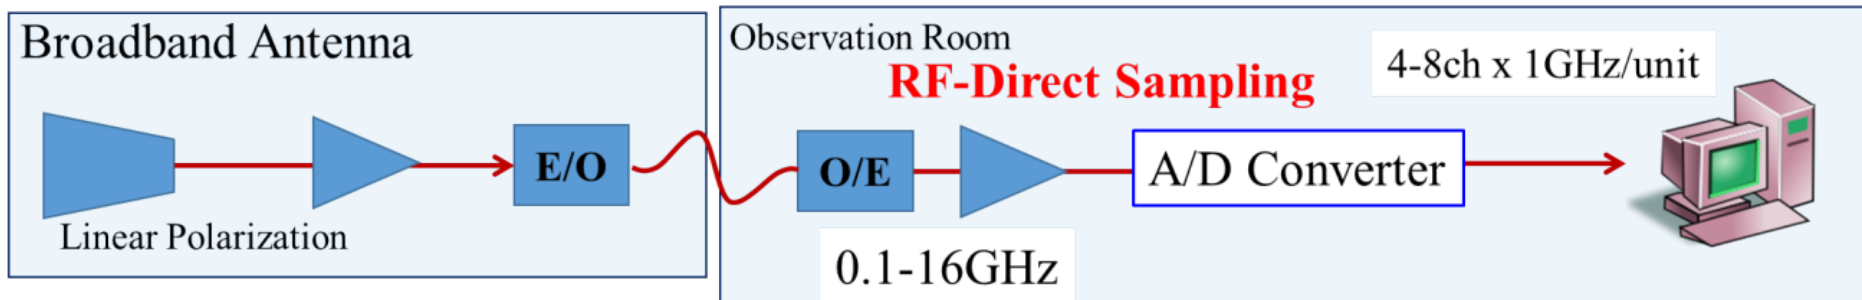 Broadband Antenna
Linear Polarization
E/O
Observation Room
RF-Direct Sampling
4-8ch x 1GHz/unit
O/E
A/D Converter
0.1-16GHz